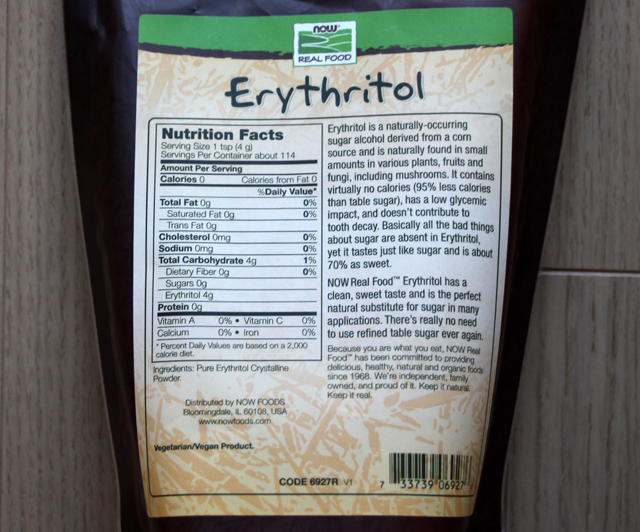 NOW
REAL FOOD
Erythritol
Nutrition Facts
Serving Size 1 tsp (4 g)
Servings Per Container about 114
Amount Per Serving
Calories 0 Calories from Fat 0
%Daily Value*
Total Fat 0g 0%
Saturated Fat 0g 0%
Trans Fat 0g
Cholesterol 0mg 0%
Sodium 0mg 0%
Total Carbohydrate 4g 1%
Dietary Fiber 0g 0%
Sugars 0g
Erythritol 4g
Protein 0g
Vitamin A 0% • Vitamin C 0%
Calcium 0% • Iron 0%
* Percent Daily Values are based on a 2,000
calorie diet.
Ingredients: Pure Erythritol Crystalline
Powder.
Distributed by NOW FOODS
Bloomingdale, IL 60108, USA
www.nowfoods.com
Vegetarian/Vegan Product.
Erythritol is a naturally-occurring
sugar alcohol derived from a corn
source and is naturally found in small
amounts in various plants, fruits and
fungi, including mushrooms. It contains
virtually no calories (95% less calories
than table sugar), has a low glycemic
impact, and doesn't contribute to
tooth decay. Basically all the bad things
about sugar are absent in Erythritol,
yet it tastes just like sugar and is about
70% as sweet.
NOW Real Food™ Erythritol has a
clean, sweet taste and is the perfect
natural substitute for sugar in many
applications. There's really no need
to use refined table sugar ever again.
Because you are what you eat, NOW Real
Food™ has been committed to providing
delicious, healthy, natural and organic foods
since 1968. We're independent, family
owned, and proud of it. Keep it natural.
Keep it real.
CODE 6927R V1
7 33739 06927